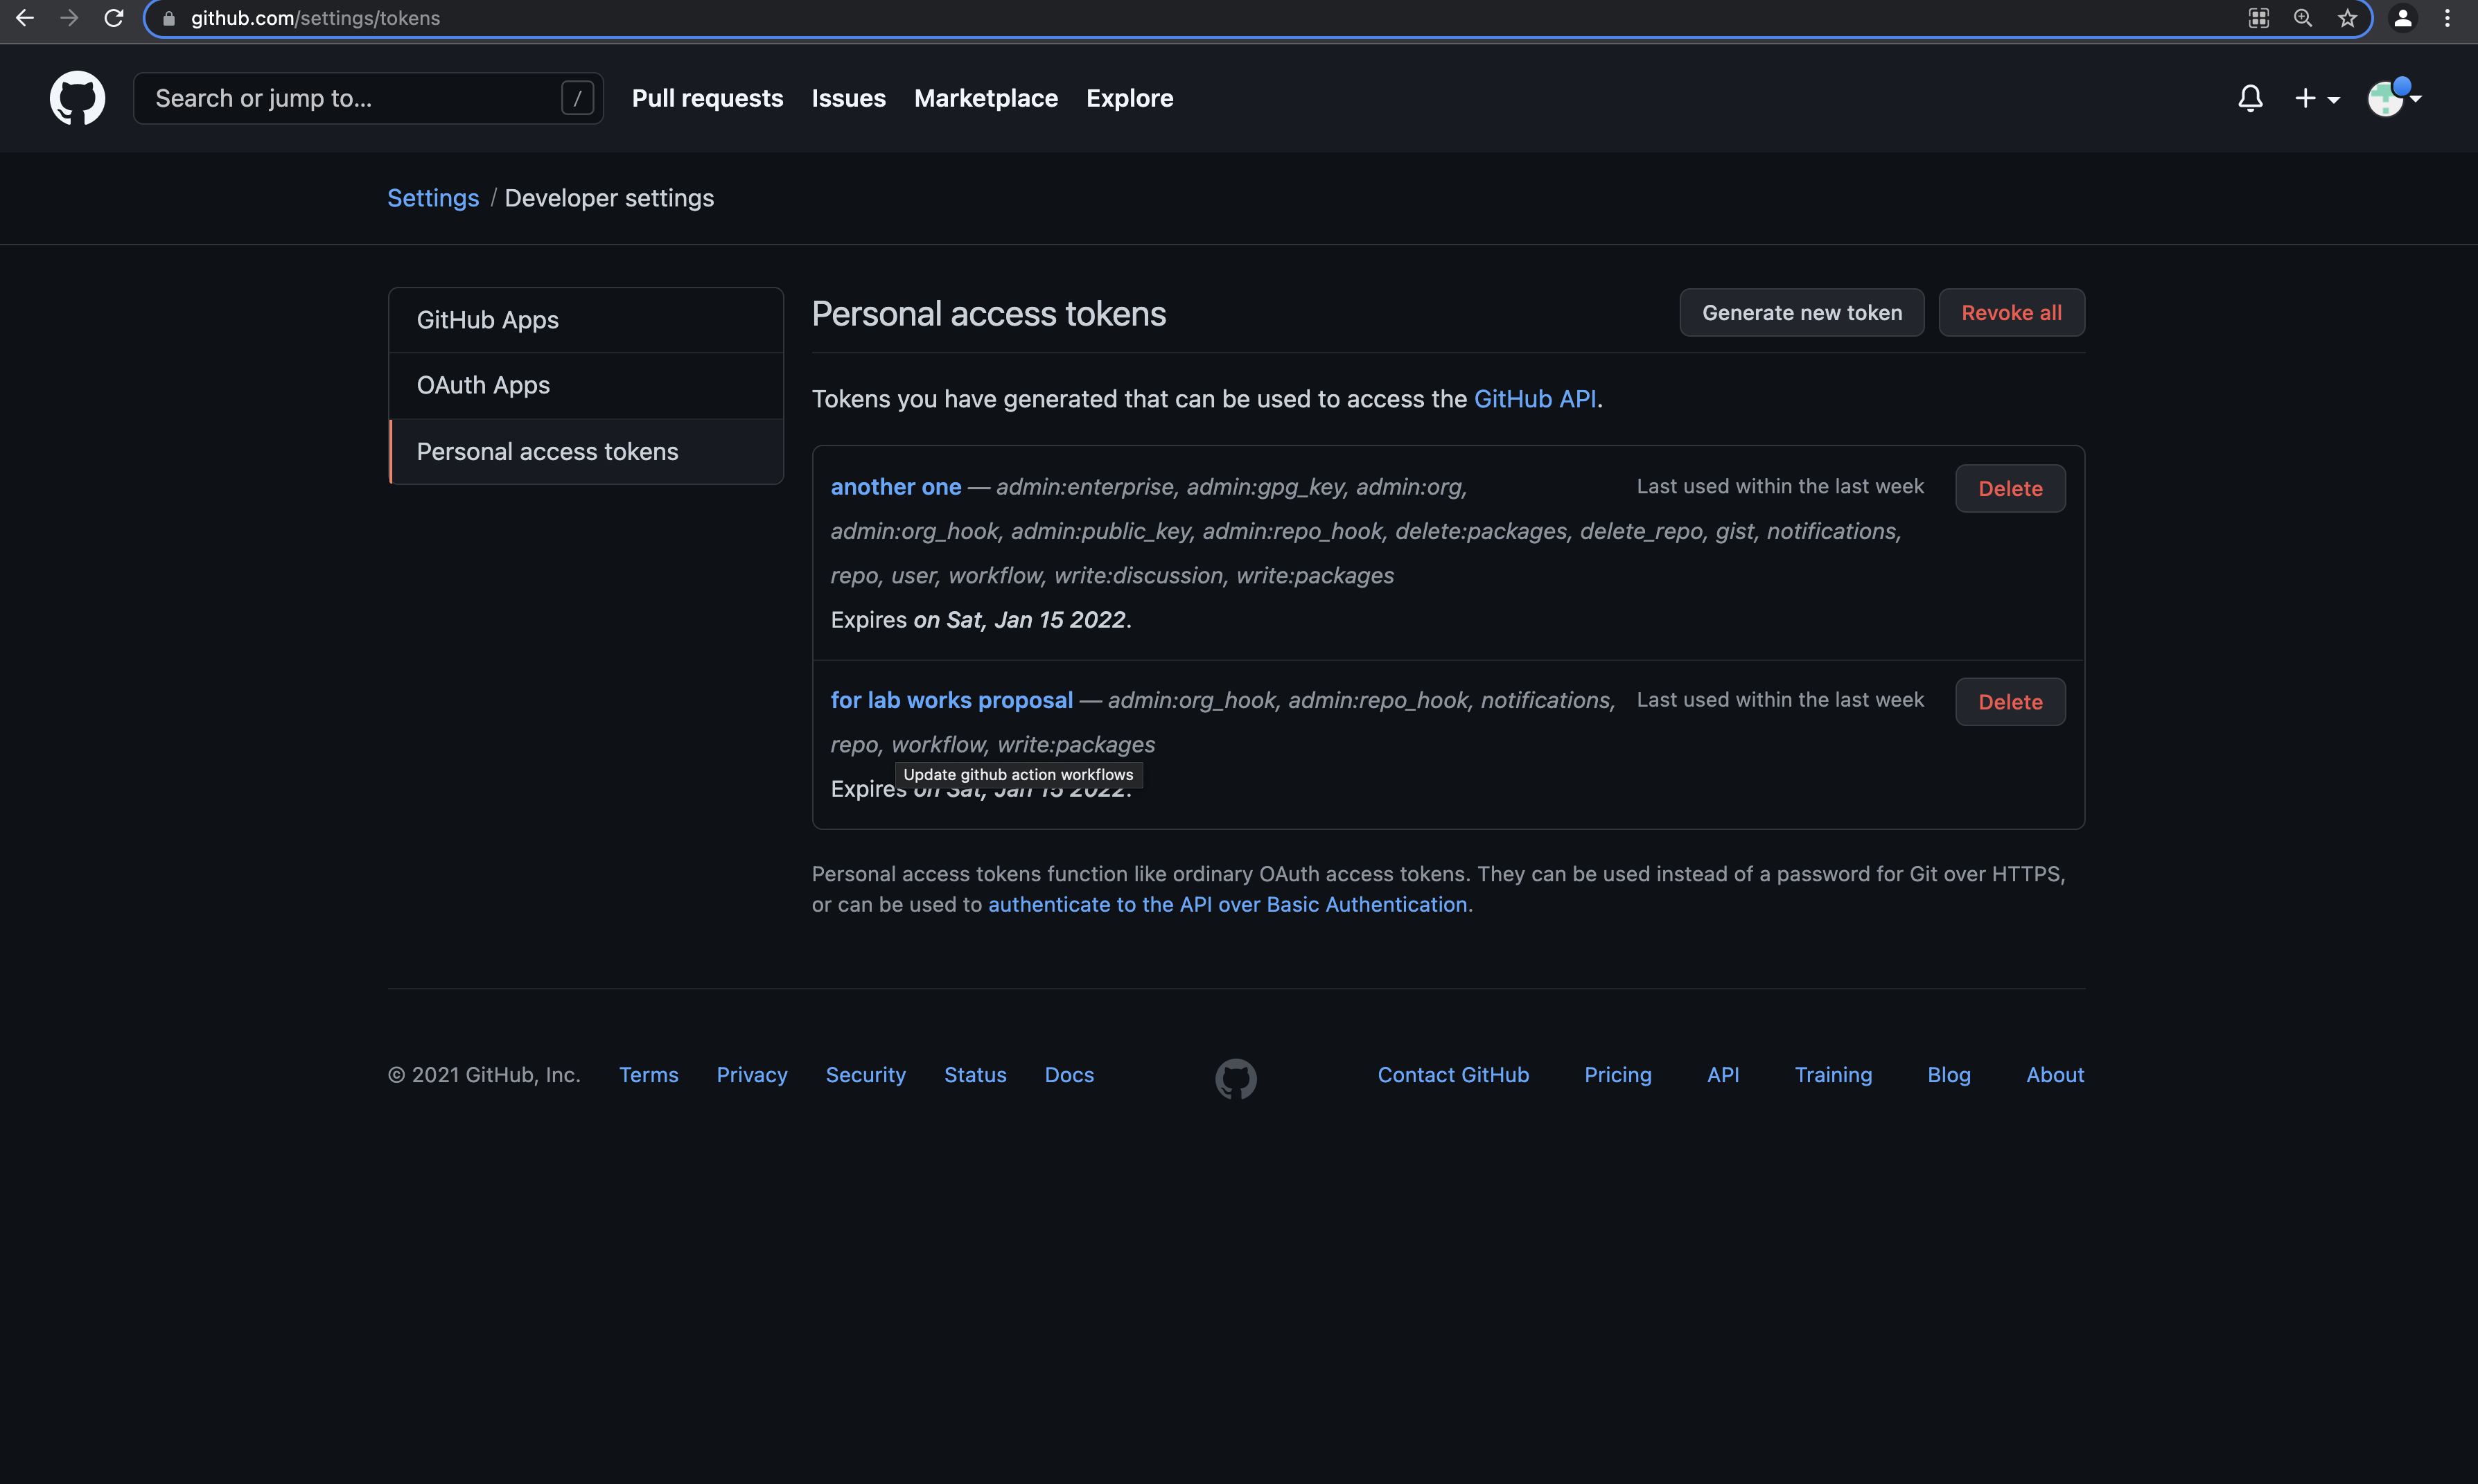 github.com/settings/tokens
Search or jump to... /
Pull requests Issues Marketplace Explore
Settings / Developer settings
GitHub Apps
OAuth Apps
Personal access tokens
Personal access tokens
Generate new token Revoke all
Tokens you have generated that can be used to access the GitHub API.
another one — admin:enterprise, admin:gpg_key, admin:org, Last used within the last week Delete
admin:org_hook, admin:public_key, admin:repo_hook, delete:packages, delete_repo, gist, notifications,
repo, user, workflow, write:discussion, write:packages
Expires on Sat, Jan 15 2022.
for lab works proposal — admin:org_hook, admin:repo_hook, notifications, Last used within the last week Delete
repo, workflow, write:packages
Update github action workflows
Expires on Sat, Jan 15 2022.
Personal access tokens function like ordinary OAuth access tokens. They can be used instead of a password for Git over HTTPS,
or can be used to authenticate to the API over Basic Authentication.
© 2021 GitHub, Inc. Terms Privacy Security Status Docs Contact GitHub Pricing API Training Blog About